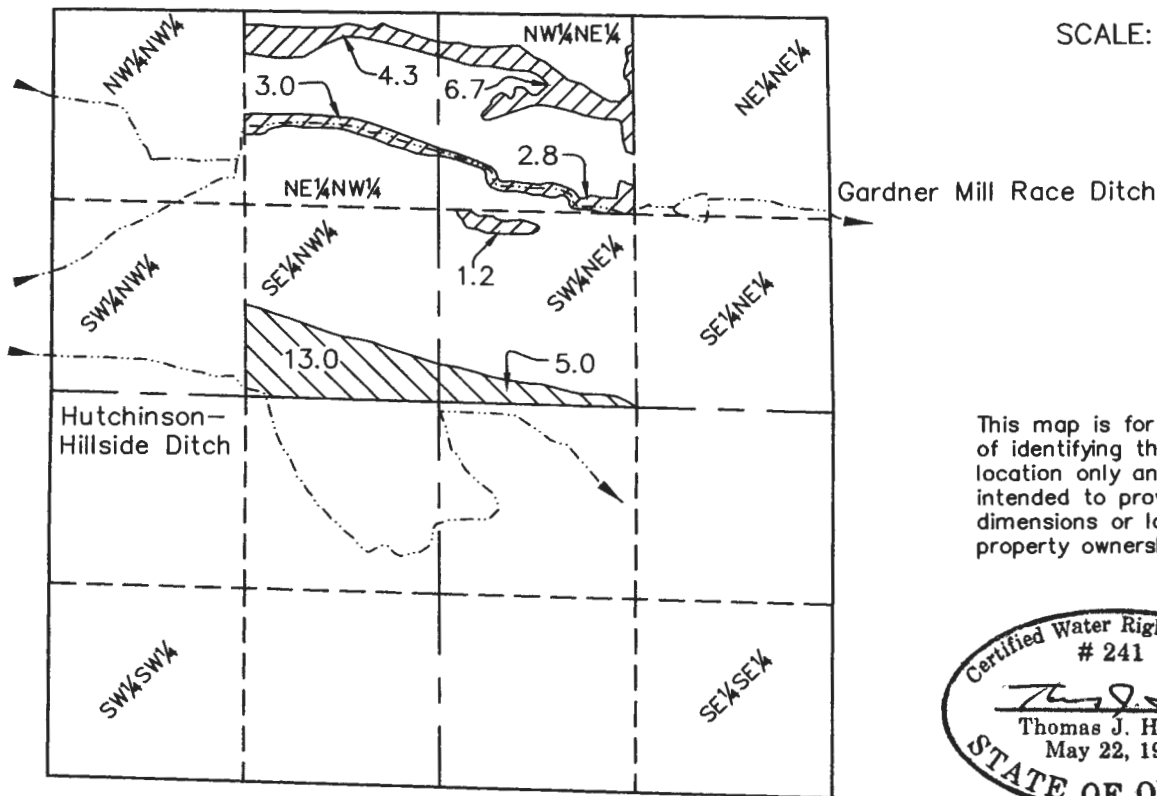 SCALE:
NW¼NW¼
NW¼NE¼
NE¼NE¼
4.3
6.7
3.0
2.8
NE¼NW¼
Gardner Mill Race Ditch
1.2
SW¼NW¼
SE¼NW¼
SW¼NE¼
SE¼NE¼
13.0
5.0
Hutchinson-
Hillside Ditch
This map is for
of identifying th
location only an
intended to prov
dimensions or lo
property ownersh
SW¼SW¼
SE¼SE¼
Certified Water Rig
# 241
Thomas J. H
May 22, 19
STATE OF O